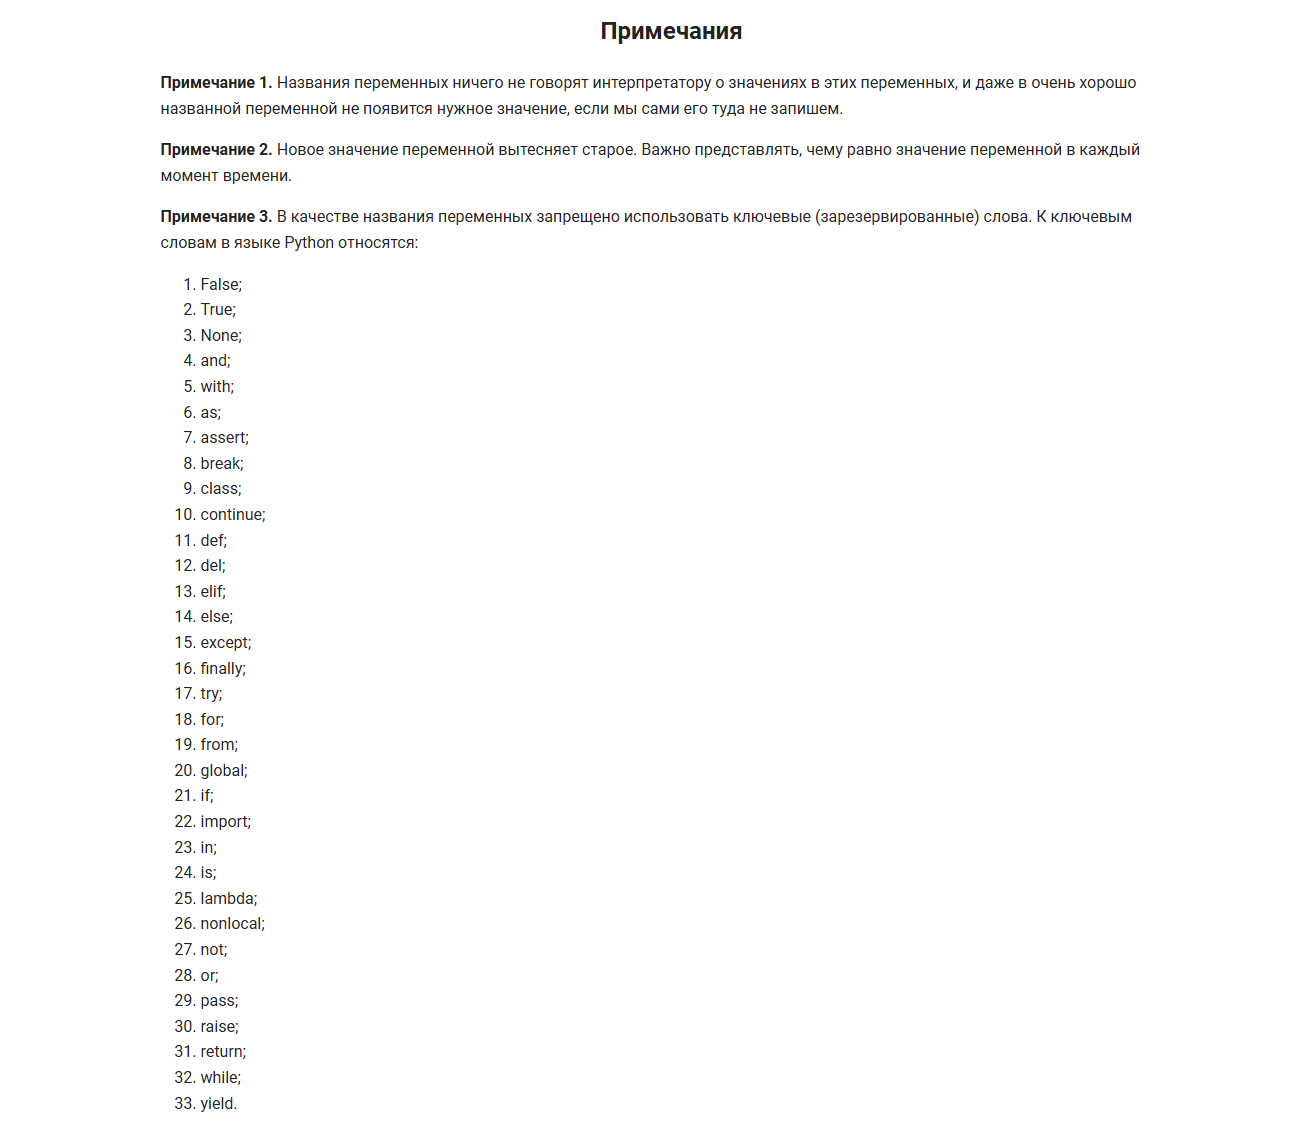 Примечания
Примечание 1. Названия переменных ничего не говорят интерпретатору о значениях в этих переменных, и даже в очень хорошо
названной переменной не появится нужное значение, если мы сами его туда не запишем.
Примечание 2. Новое значение переменной вытесняет старое. Важно представлять, чему равно значение переменной в каждый
момент времени.
Примечание 3. В качестве названия переменных запрещено использовать ключевые (зарезервированные) слова. К ключевым
словам в языке Python относятся:
1. False;
2. True;
3. None;
4. and;
5. with;
6. as;
7. assert;
8. break;
9. class;
10. continue;
11. def;
12. del;
13. elif;
14. else;
15. except;
16. finally;
17. try;
18. for;
19. from;
20. global;
21. if;
22. import;
23. in;
24. is;
25. lambda;
26. nonlocal;
27. not;
28. or;
29. pass;
30. raise;
31. return;
32. while;
33. yield.